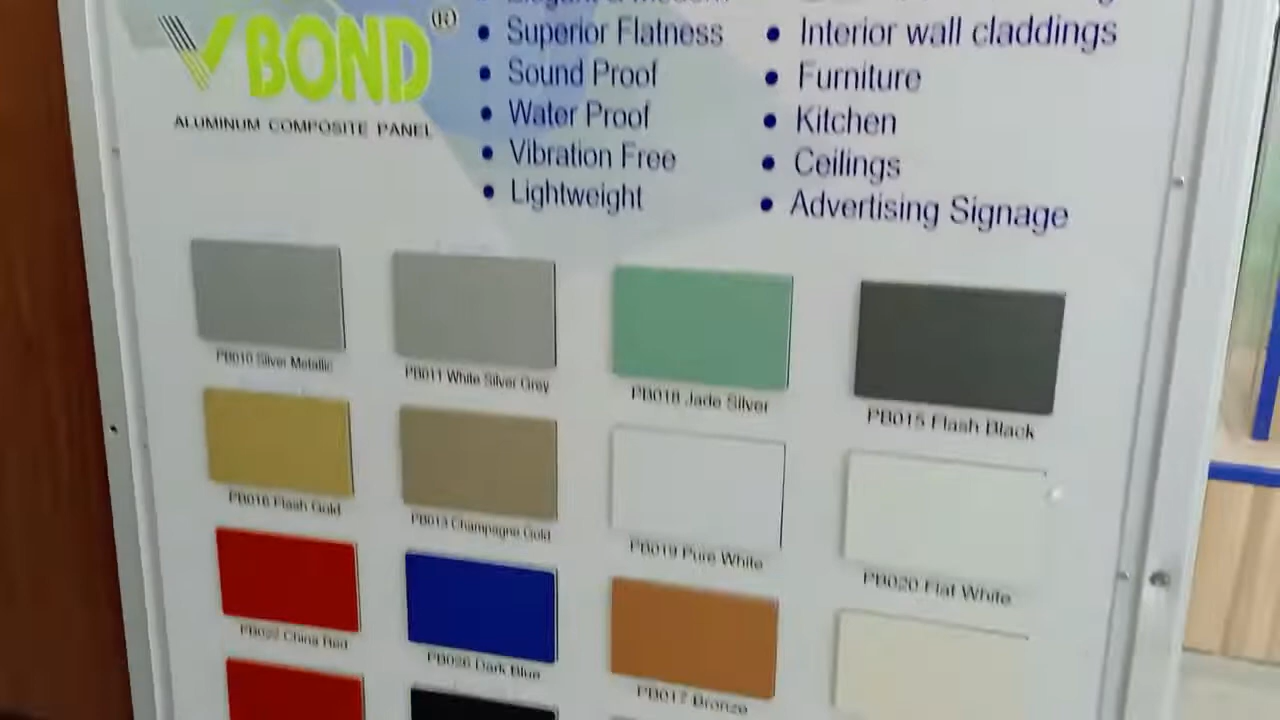 VBOND®
ALUMINUM COMPOSITE PANEL
• Superior Flatness
• Sound Proof
• Water Proof
• Vibration Free
• Lightweight
• Interior wall claddings
• Furniture
• Kitchen
• Ceilings
• Advertising Signage
PB010 Silver Metallic
PB011 White Silver Grey
PB018 Jade Silver
PB015 Flash Black
PB016 Flash Gold
PB013 Champagne Gold
PB019 Pure White
PB020 Flat White
PB022 China Red
PB026 Dark Blue
PB017 Bronze